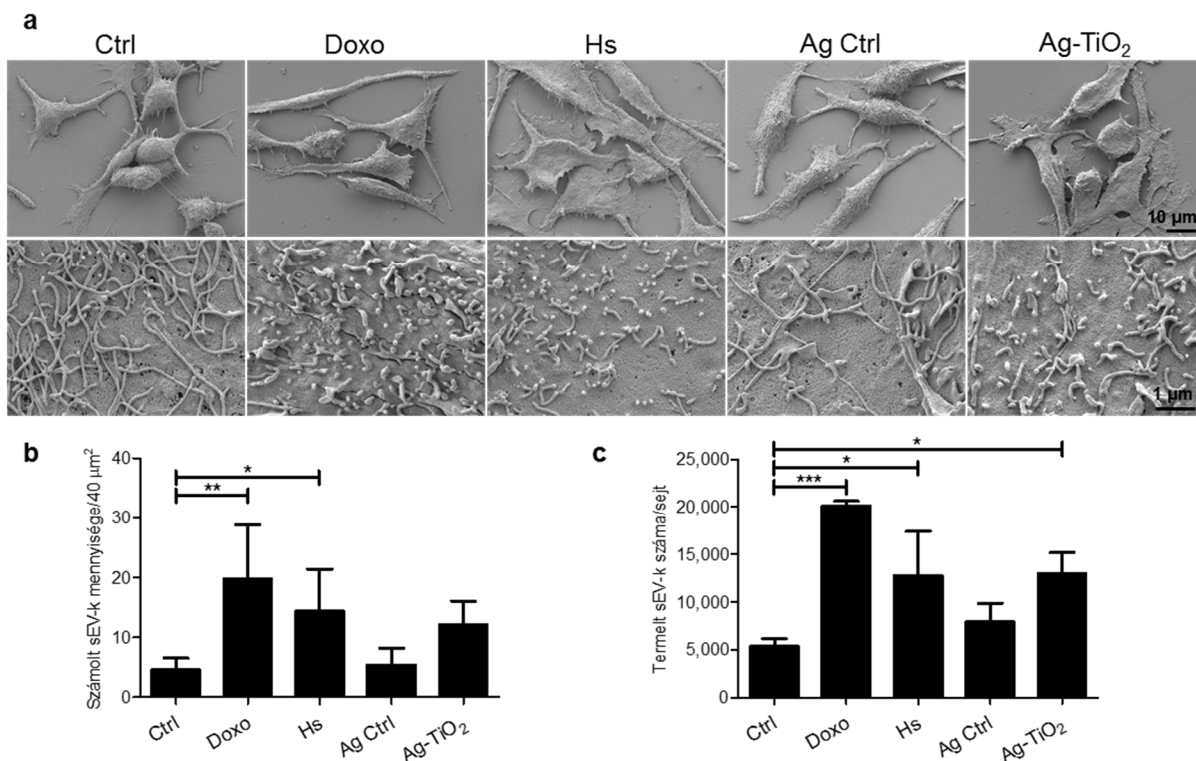 a
Ctrl Doxo Hs Ag Ctrl Ag-TiO₂
10 µm
1 µm
b
Számolt sEV-k mennyisége/40 µm²
40
30
20
10
0
*
**
Ctrl
Doxo
Hs
Ag Ctrl
Ag-TiO₂
c
Termelt sEV-k száma/sejt
25,000
20,000
15,000
10,000
5,000
0
*
*
***
Ctrl
Doxo
Hs
Ag Ctrl
Ag-TiO₂